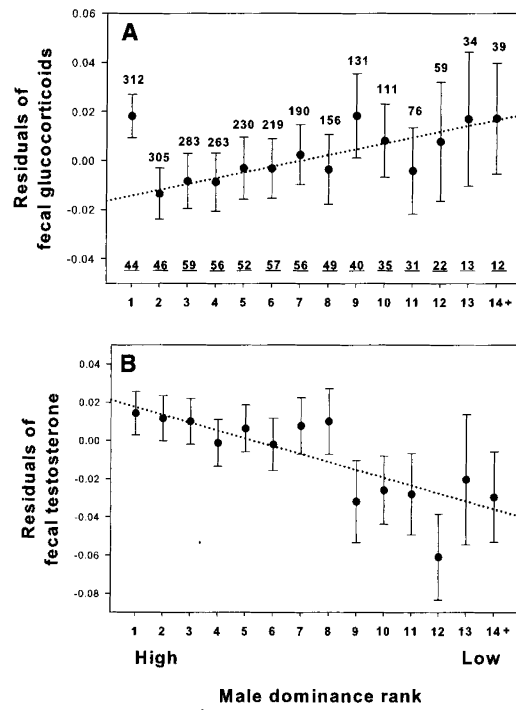 A
Residuals of
fecal glucocorticoids
0.06
0.04
0.02
0.00
-0.02
-0.04
312
305
283
263
230
219
190
156
131
111
76
59
34
39
44 46 59 56 52 57 56 49 40 35 31 22 13 12
1 2 3 4 5 6 7 8 9 10 11 12 13 14+
B
Residuals of
fecal testosterone
0.04
0.02
0.00
-0.02
-0.04
-0.06
-0.08
1 2 3 4 5 6 7 8 9 10 11 12 13 14+
High Low
Male dominance rank